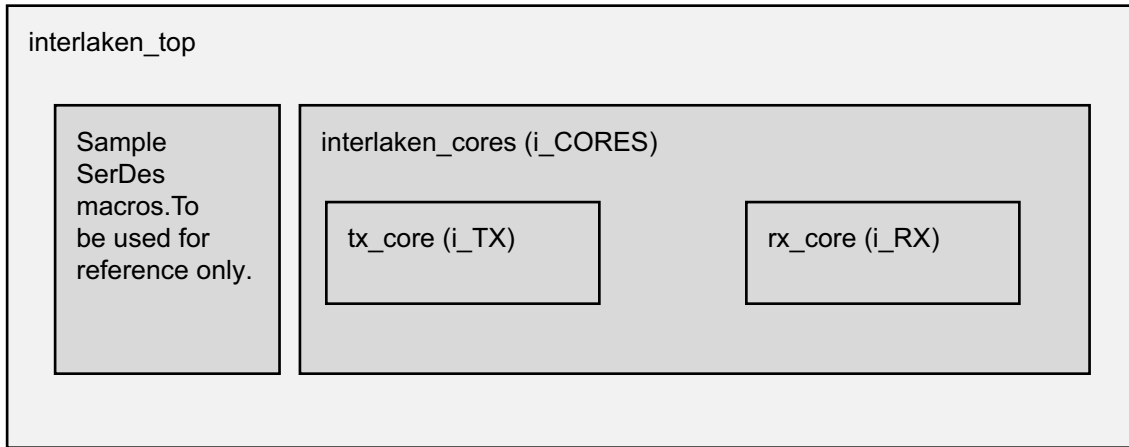 interlaken_top
Sample
SerDes
macros.To
be used for
reference only.
interlaken_cores (i_CORES)
tx_core (i_TX)
rx_core (i_RX)